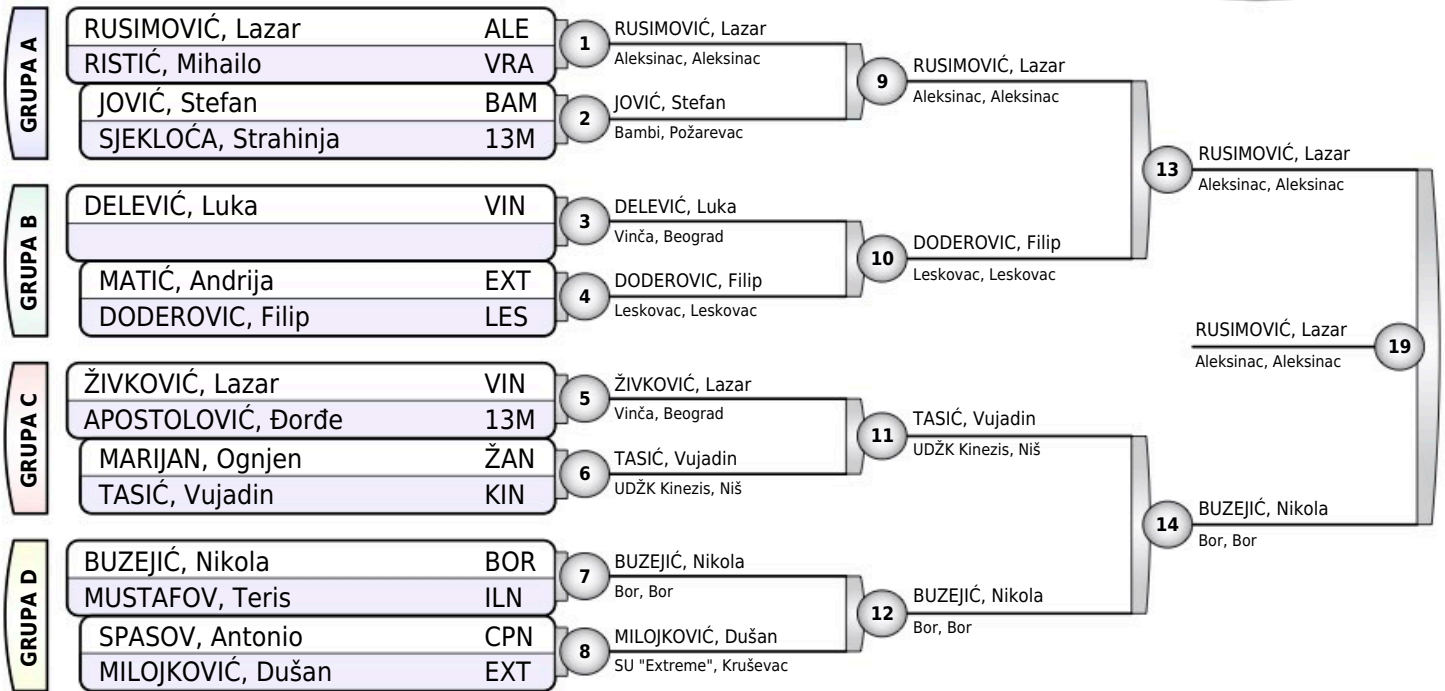 GRUPA A
RUSIMOVIĆ, Lazar ALE
RISTIĆ, Mihailo VRA
JOVIĆ, Stefan BAM
SJEKLOĆA, Strahinja 13M
1
RUSIMOVIĆ, Lazar
Aleksinac, Aleksinac
2
JOVIĆ, Stefan
Bambi, Požarevac
9
RUSIMOVIĆ, Lazar
Aleksinac, Aleksinac
GRUPA B
DELEVIĆ, Luka VIN
MATIĆ, Andrija EXT
DODEROVIC, Filip LES
3
DELEVIĆ, Luka
Vinča, Beograd
4
DODEROVIC, Filip
Leskovac, Leskovac
10
DODEROVIC, Filip
Leskovac, Leskovac
13
RUSIMOVIĆ, Lazar
Aleksinac, Aleksinac
GRUPA C
ŽIVKOVIĆ, Lazar VIN
APOSTOLOVIĆ, Đorđe 13M
MARIJAN, Ognjen ŽAN
TASIĆ, Vujadin KIN
5
ŽIVKOVIĆ, Lazar
Vinča, Beograd
6
TASIĆ, Vujadin
UDŽK Kinezis, Niš
11
TASIĆ, Vujadin
UDŽK Kinezis, Niš
GRUPA D
BUZEJIĆ, Nikola BOR
MUSTAFOV, Teris ILN
SPASOV, Antonio CPN
MILOJKOVIĆ, Dušan EXT
7
BUZEJIĆ, Nikola
Bor, Bor
8
MILOJKOVIĆ, Dušan
SU "Extreme", Kruševac
12
BUZEJIĆ, Nikola
Bor, Bor
14
BUZEJIĆ, Nikola
Bor, Bor
RUSIMOVIĆ, Lazar
Aleksinac, Aleksinac
19